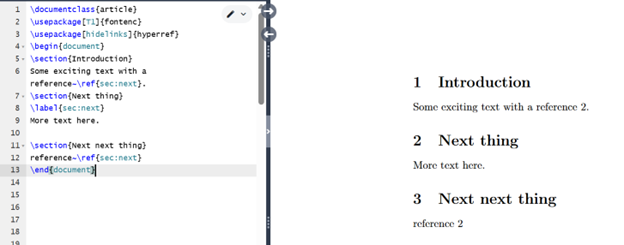 1 \documentclass{article}
2 \usepackage[T1]{fontenc}
3 \usepackage[hidelinks]{hyperref}
4 \begin{document}
5 \section{Introduction}
6 Some exciting text with a
reference~\ref{sec:next}.
7 \section{Next thing}
8 \label{sec:next}
9 More text here.
10
11 \section{Next next thing}
12 reference~\ref{sec:next}
13 \end{document}
14
15
16
17
18
19
1 Introduction
Some exciting text with a reference 2.
2 Next thing
More text here.
3 Next next thing
reference 2